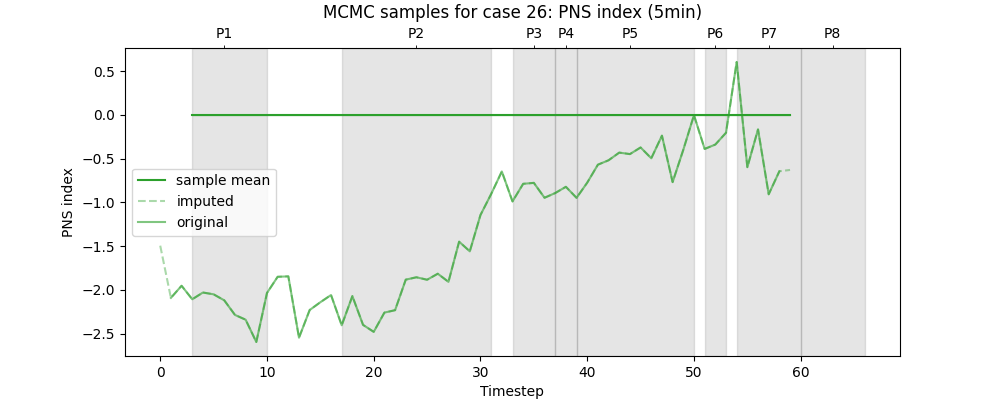 MCMC samples for case 26: PNS index (5min)
P1 P2 P3 P4 P5 P6 P7 P8
0.5
0.0
−0.5
−1.0
−1.5
−2.0
−2.5
PNS index
sample mean
imputed
original
0 10 20 30 40 50 60
Timestep